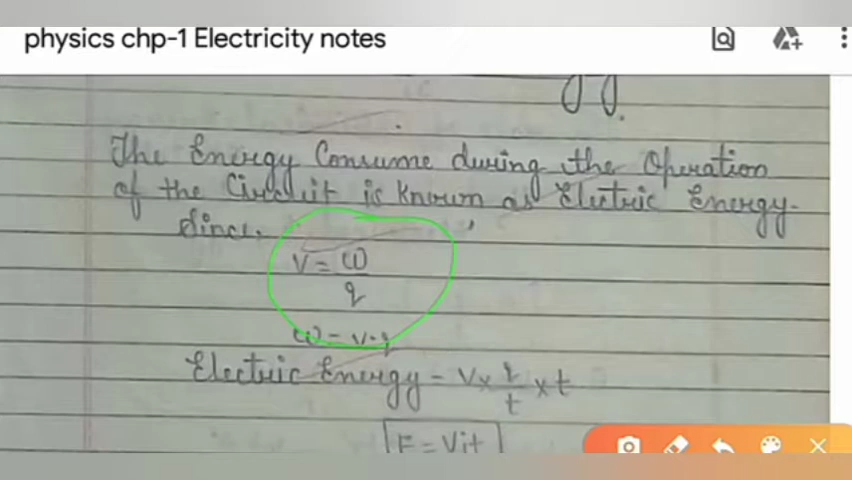 physics chp-1 Electricity notes
The Energy Consume during the Operation
of the Circuit is known as Electric Energy.
Since,
V = W
q
W = V.q
Electric Energy = V x q/t x t
E = Vit